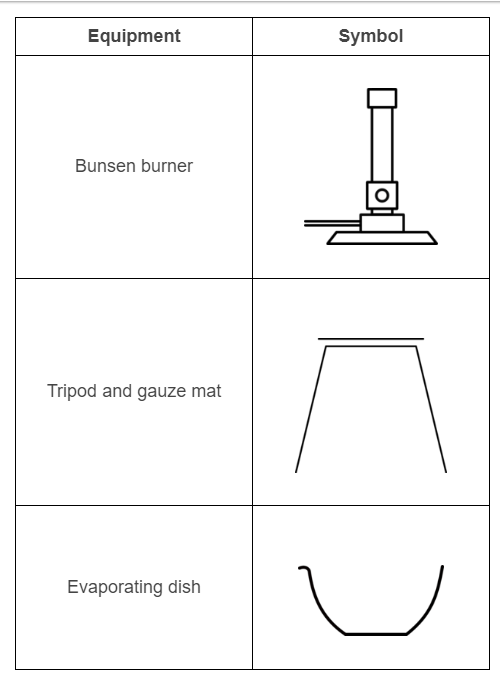 Equipment
Symbol
Bunsen burner
Tripod and gauze mat
Evaporating dish